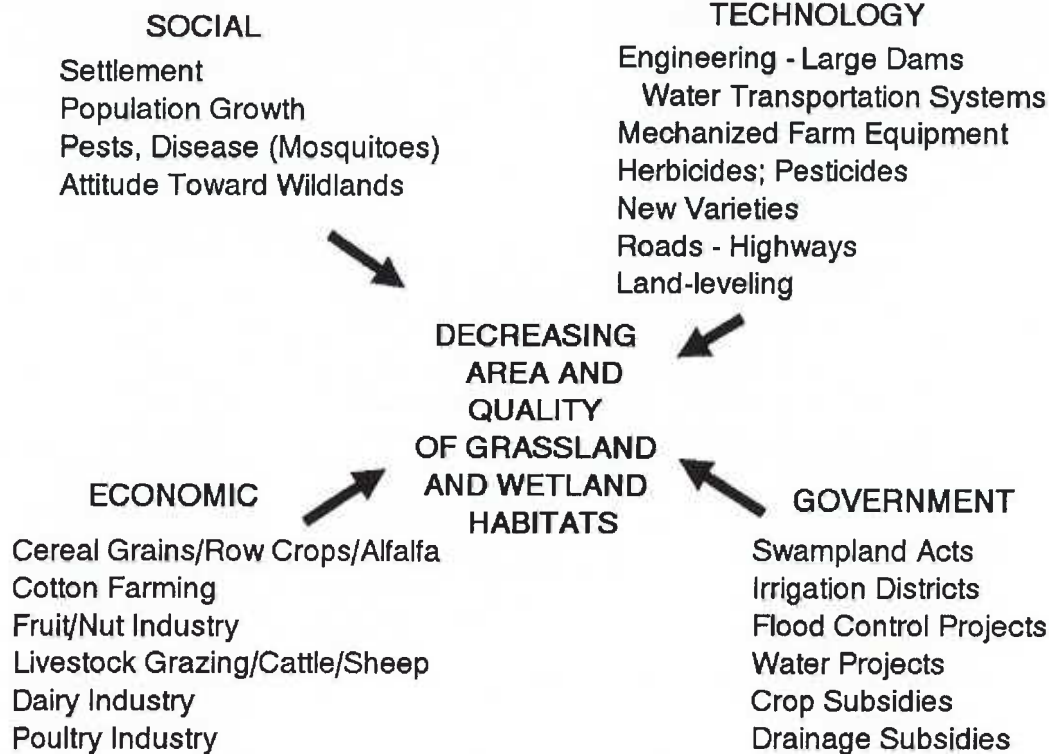 SOCIAL
Settlement
Population Growth
Pests, Disease (Mosquitoes)
Attitude Toward Wildlands
TECHNOLOGY
Engineering - Large Dams
Water Transportation Systems
Mechanized Farm Equipment
Herbicides; Pesticides
New Varieties
Roads - Highways
Land-leveling
DECREASING
AREA AND
QUALITY
OF GRASSLAND
AND WETLAND
HABITATS
ECONOMIC
Cereal Grains/Row Crops/Alfalfa
Cotton Farming
Fruit/Nut Industry
Livestock Grazing/Cattle/Sheep
Dairy Industry
Poultry Industry
GOVERNMENT
Swampland Acts
Irrigation Districts
Flood Control Projects
Water Projects
Crop Subsidies
Drainage Subsidies